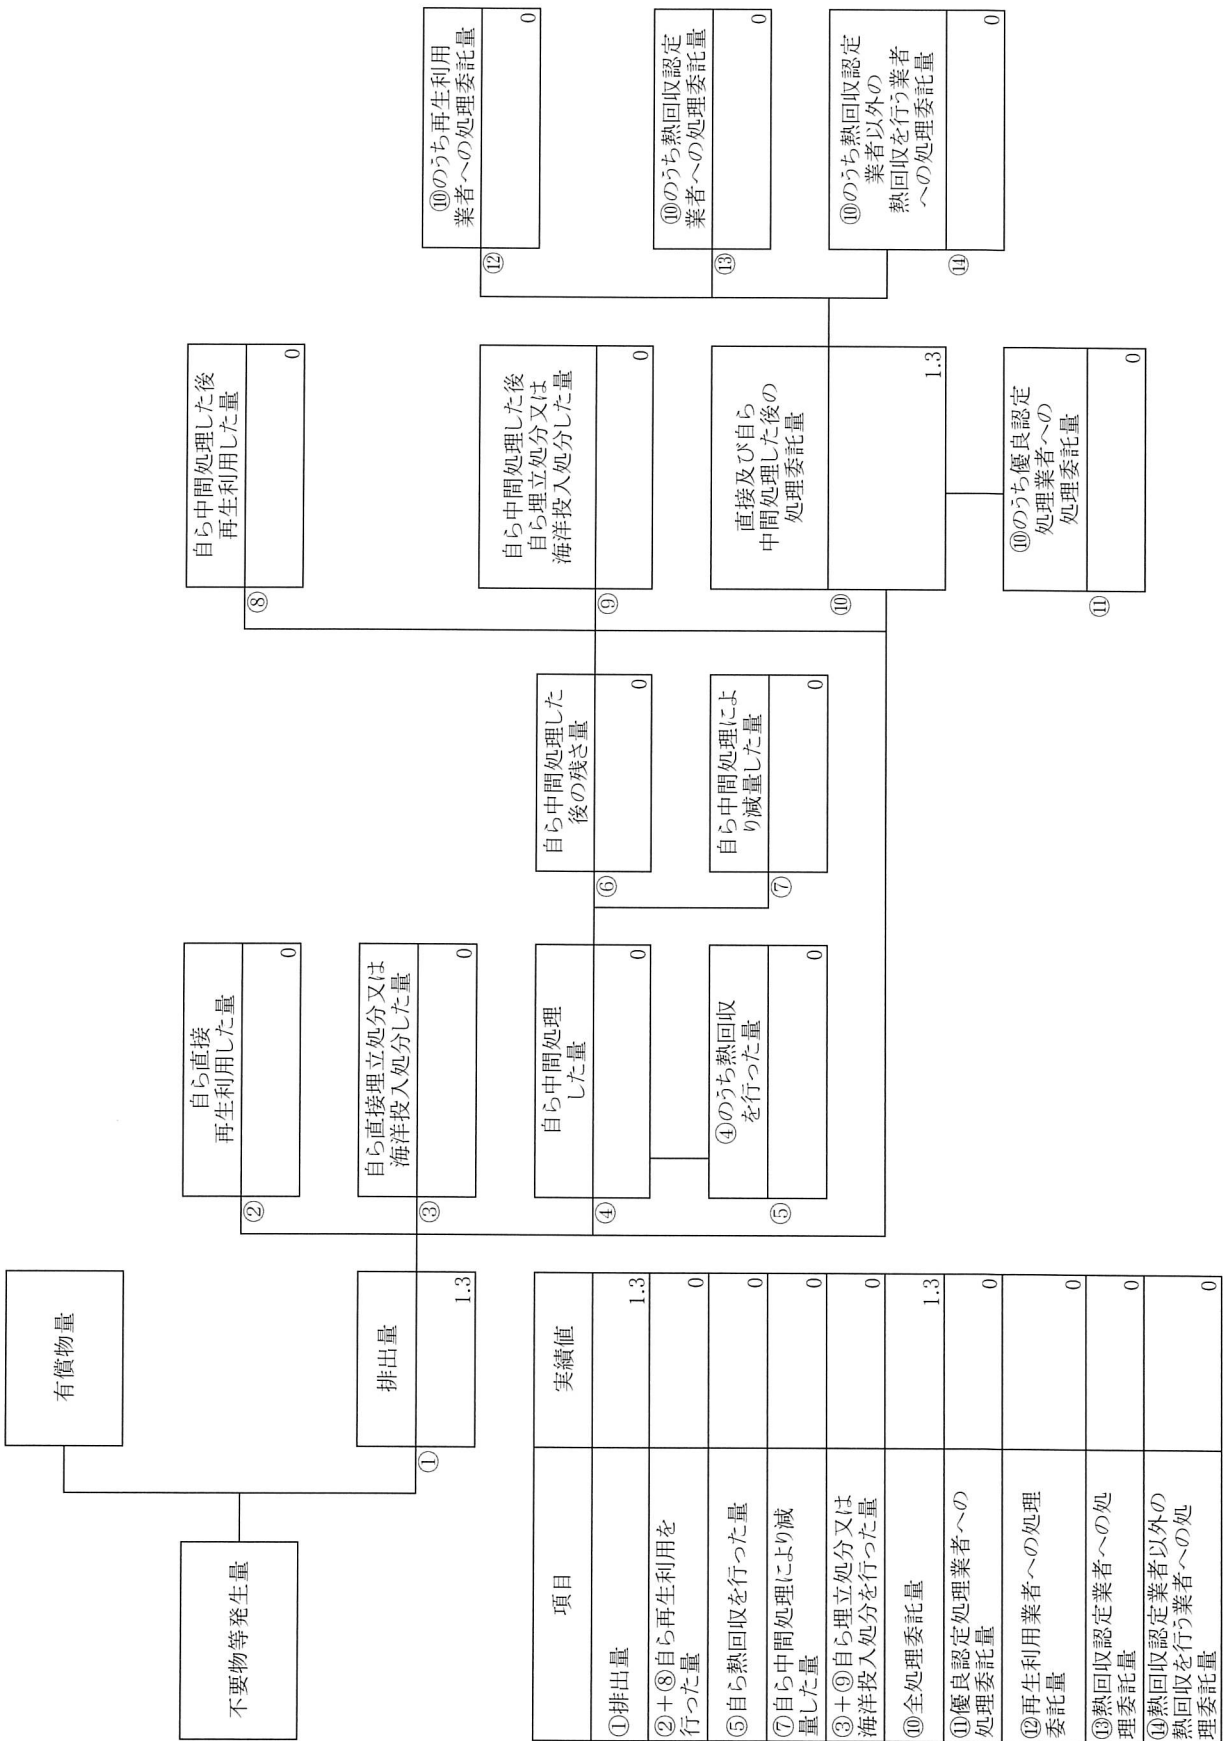 不要物等発生量
有償物量
排出量
①
1.3
自ら直接
再生利用した量
②
0
自ら直接埋立処分又は
海洋投入処分した量
③
0
自ら中間処理
した量
④
0
④のうち熱回収
を行った量
⑤
0
自ら中間処理した
後の残さ量
⑥
0
自ら中間処理によ
り減量した量
⑦
0
自ら中間処理した後
再生利用した量
⑧
0
自ら中間処理した後
自ら埋立処分又は
海洋投入処分した量
⑨
0
直接及び自ら
中間処理した後の
処理委託量
⑩
1.3
⑩のうち優良認定
処理業者への
処理委託量
⑪
0
⑩のうち再生利用
業者への処理委託量
⑫
0
⑩のうち熱回収認定
業者への処理委託量
⑬
0
⑩のうち熱回収認定
業者以外の
熱回収を行う業者
への処理委託量
⑭
0
項目 実績値
①排出量 1.3
②＋⑧自ら再生利用を
行った量 0
⑤自ら熱回収を行った量 0
⑦自ら中間処理により減
量した量 0
③＋⑨自ら埋立処分又は
海洋投入処分を行った量 0
⑩全処理委託量 1.3
⑪優良認定処理業者への
処理委託量 0
⑫再生利用業者への処理
委託量 0
⑬熱回収認定業者への処
理委託量 0
⑭熱回収認定業者以外の
熱回収を行う業者への処
理委託量 0